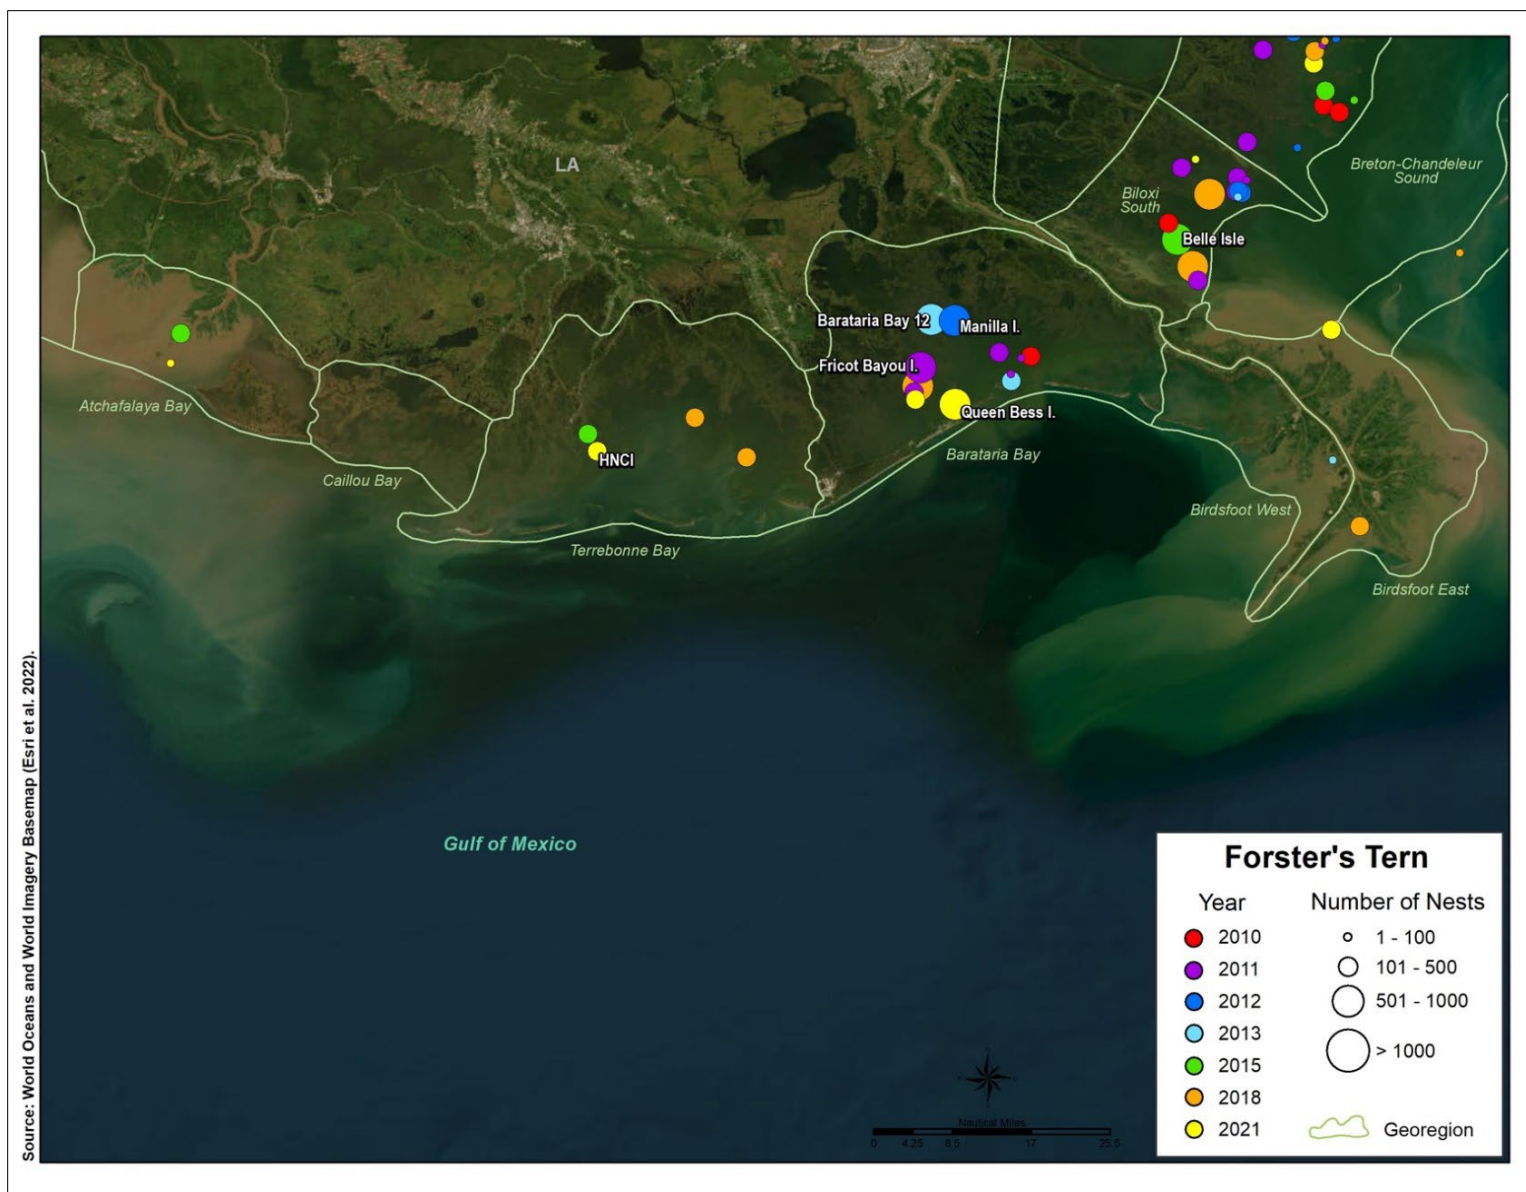 LA
Breton-Chandeleur
Sound
Biloxi
South
Belle Isle
Barataria Bay 12
Manilla I.
Fricot Bayou I.
Atchafalaya Bay
Queen Bess I.
HNCI
Barataria Bay
Caillou Bay
Birdsfoot West
Terrebonne Bay
Birdsfoot East
Gulf of Mexico
Source: World Oceans and World Imagery Basemap (Esri et al. 2022).
Nautical Miles
0 4.25 8.5 17 25.5
Forster's Tern
Year
2010
2011
2012
2013
2015
2018
2021
Number of Nests
1 - 100
101 - 500
501 - 1000
> 1000
Georegion